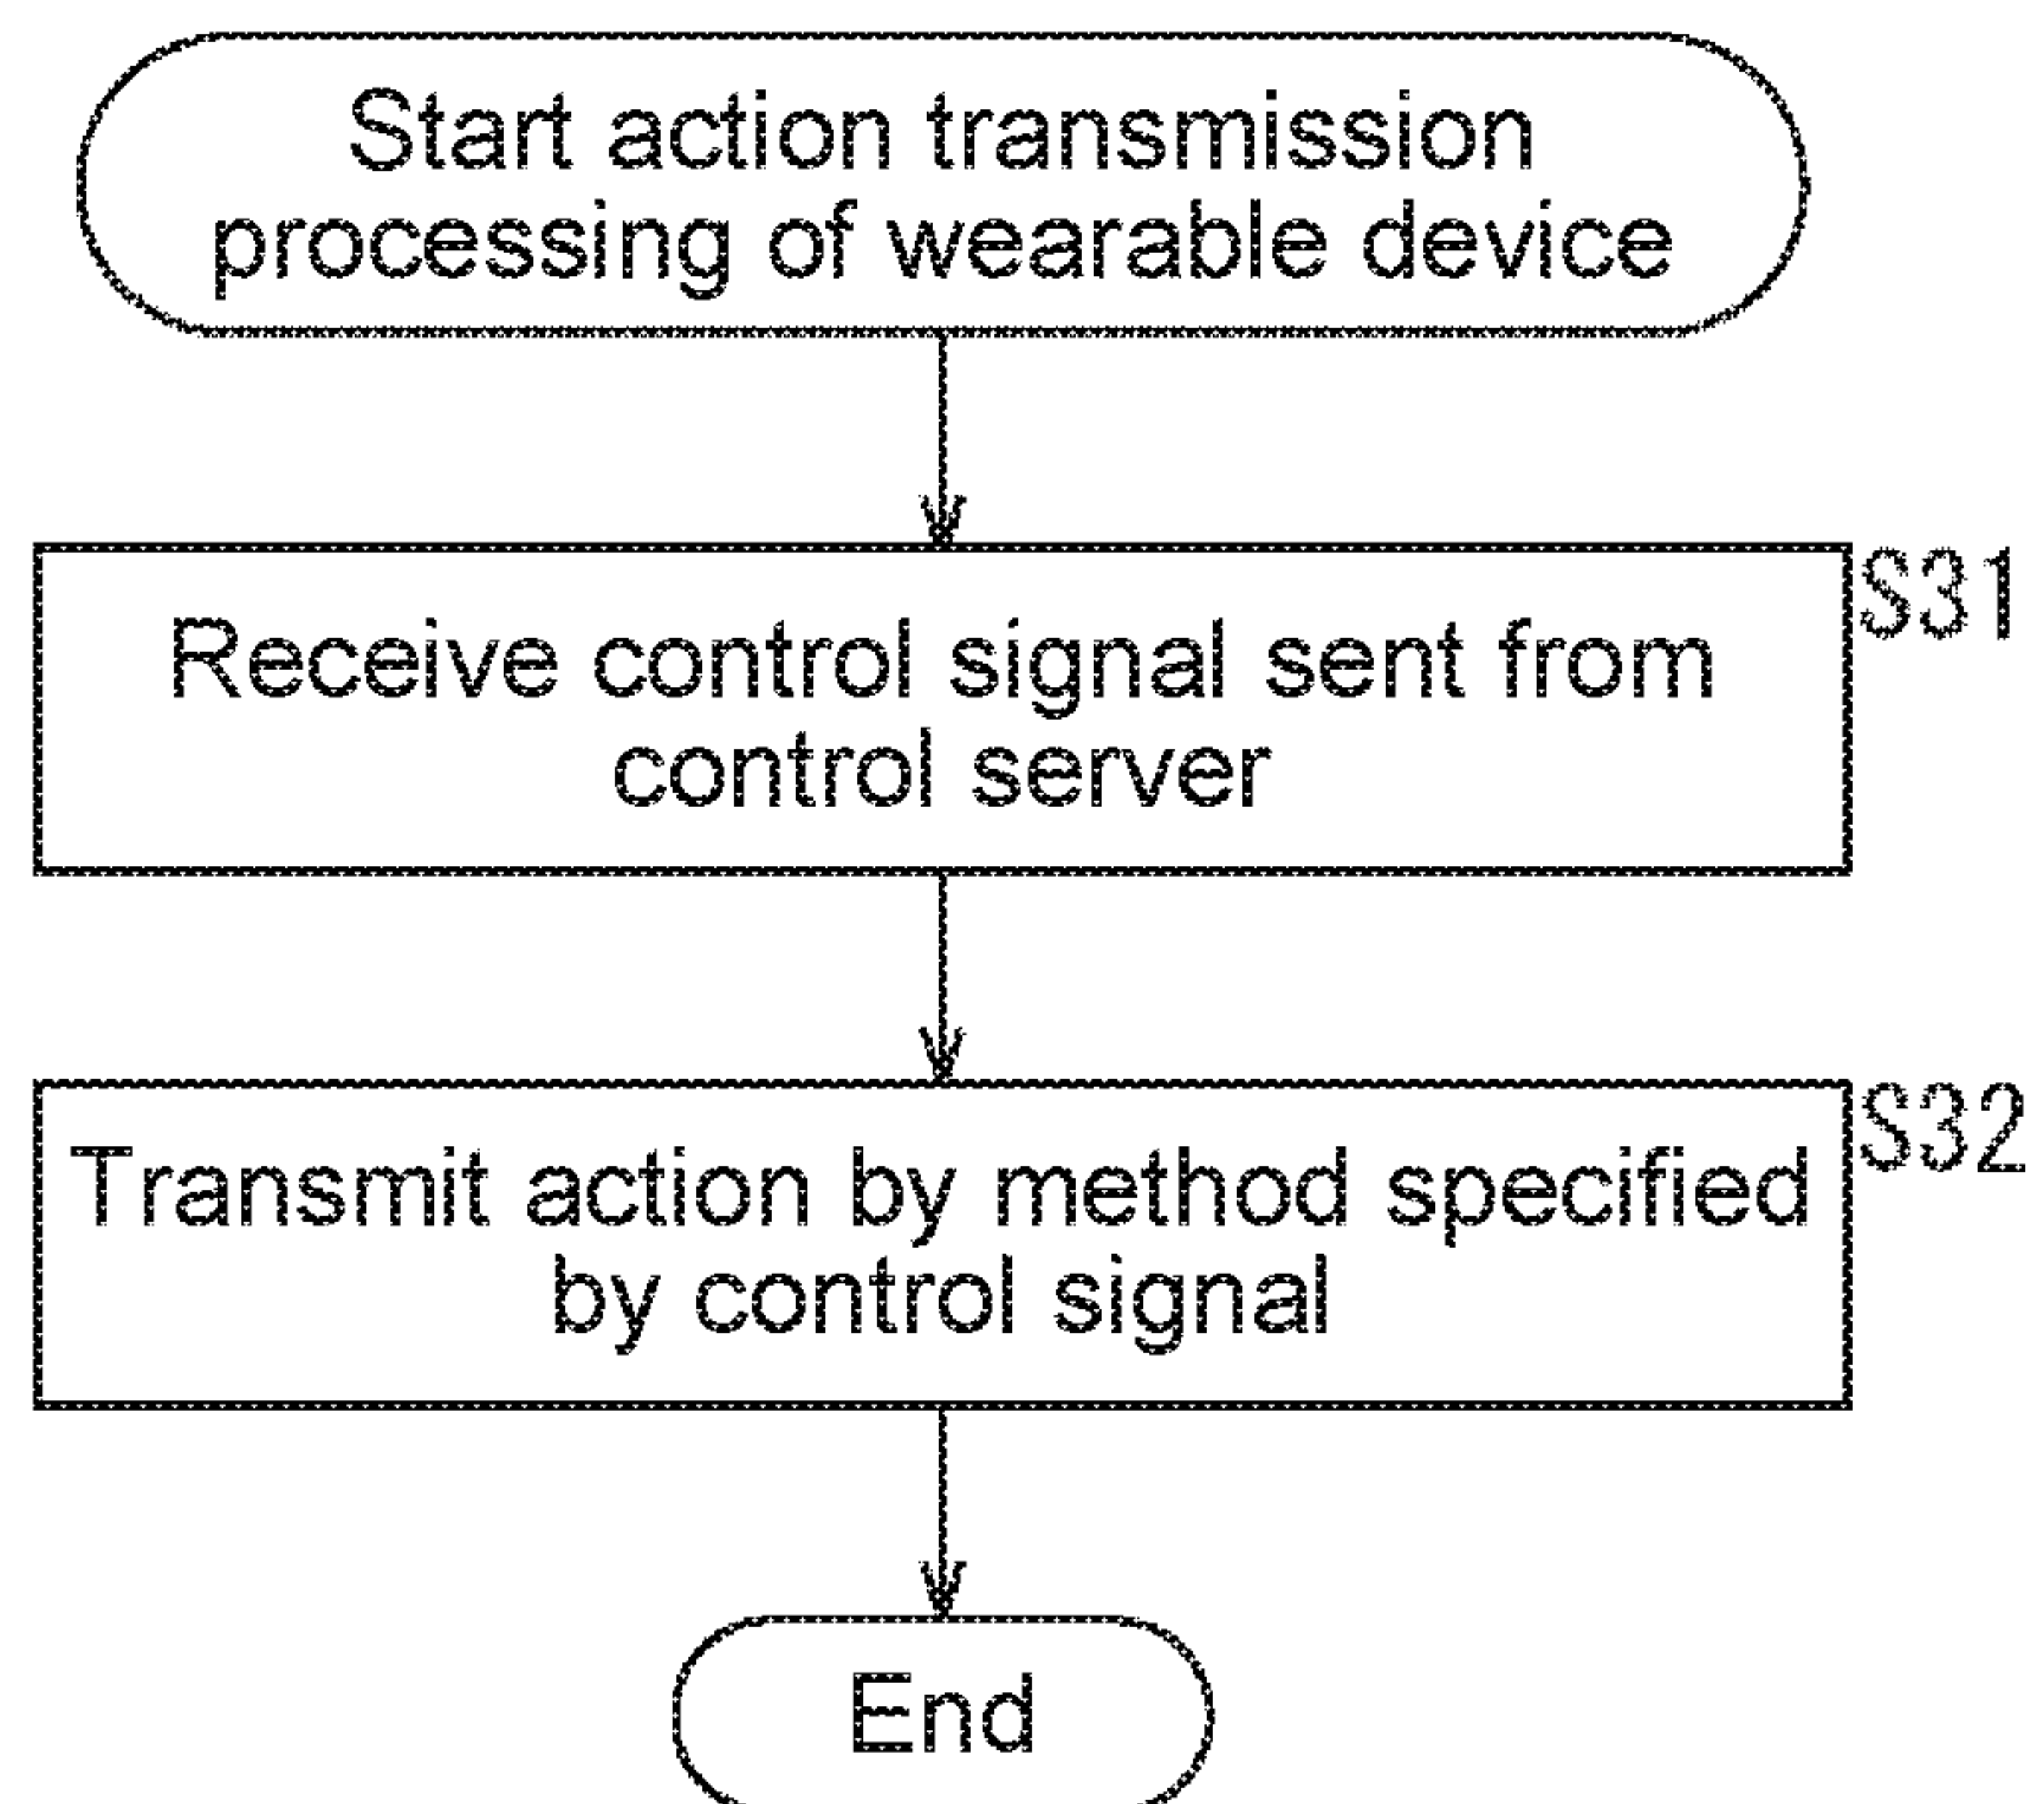 Start action transmission
processing of wearable device
S31
Receive control signal sent from
control server
S32
Transmit action by method specified
by control signal
End